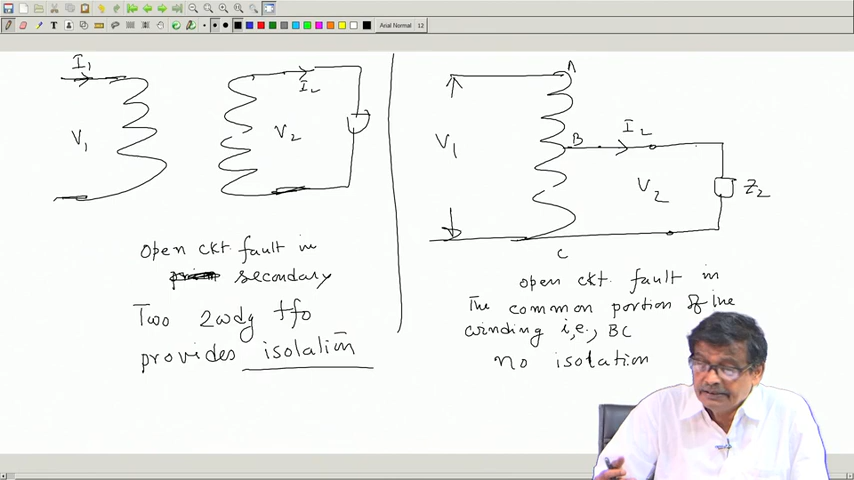 Arial Normal 12
I1
V1
I2
V2
Open ckt fault in
secondary
Two 2wdg tfo
provides isolation
A
V1
B
I2
V2
Z2
C
open ckt. fault in
The common portion of the
winding i,e., BC
no isolation